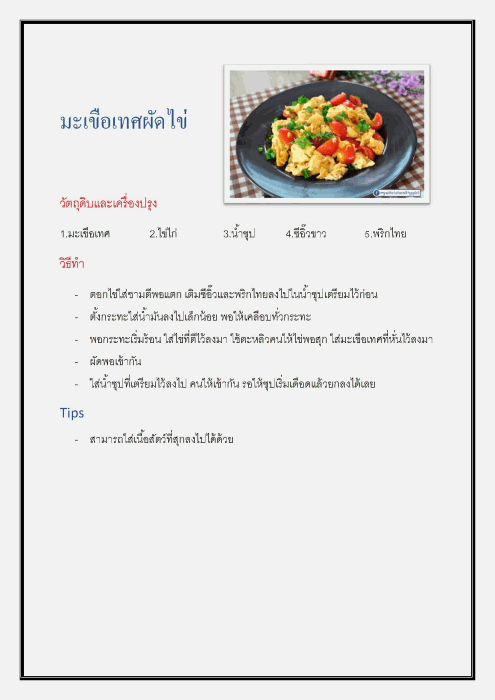 มะเขือเทศผัดไข่
วัตถุดิบและเครื่องปรุง
1.มะเขือเทศ 2.ไข่ไก่ 3.น้ำซุป 4.ซีอิ๊วขาว 5.พริกไทย
วิธีทำ
- ตอกไข่ใส่ชามตีพอแตก เติมซีอิ๊วและพริกไทยลงไปในน้ำซุปเตรียมไว้ก่อน
- ตั้งกระทะใส่น้ำมันลงไปเล็กน้อย พอให้เคลือบทั่วกระทะ
- พอกระทะเริ่มร้อน ใส่ไข่ที่ตีไว้ลงมา ใช้ตะหลิวคนให้ไข่พอสุก ใส่มะเขือเทศที่หั่นไว้ลงมา
- ผัดพอเข้ากัน
- ใส่น้ำซุปที่เตรียมไว้ลงไป คนให้เข้ากัน รอให้ซุปเริ่มเดือดแล้วยกลงได้เลย
Tips
- สามารถใส่เนื้อสัตว์ที่สุกลงไปได้ด้วย